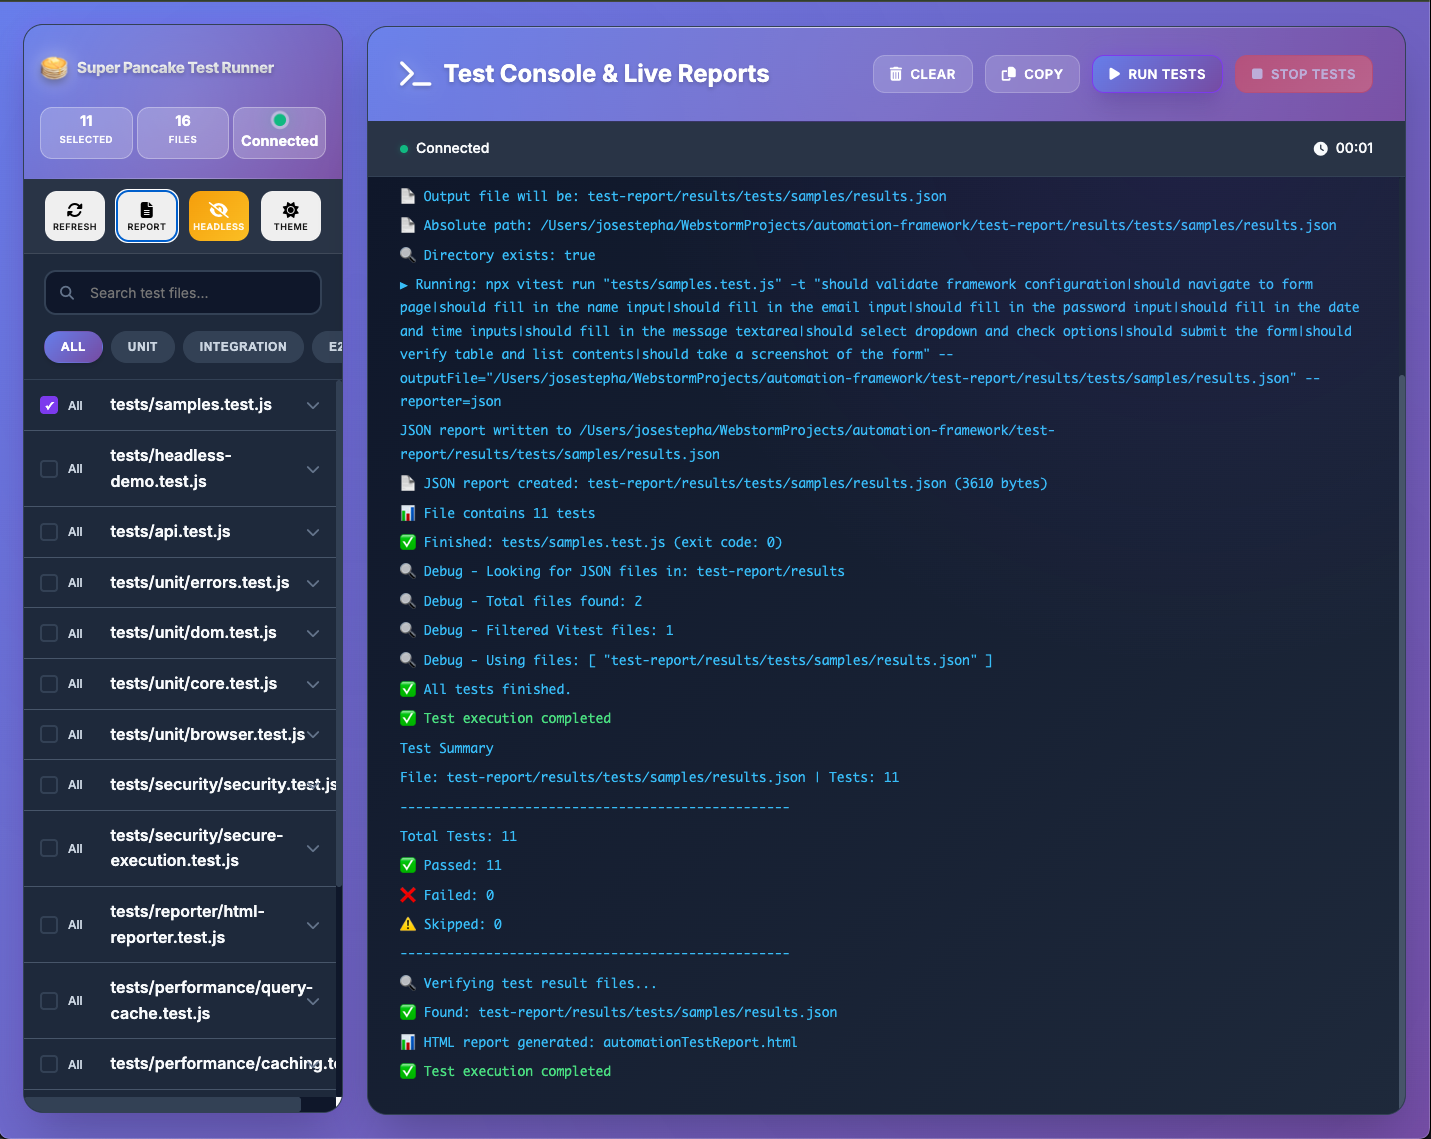 Super Pancake Test Runner
11
SELECTED
16
FILES
Connected
REFRESH
REPORT
HEADLESS
THEME
Search test files...
ALL
UNIT
INTEGRATION
E2
All
tests/samples.test.js
All
tests/headless-
demo.test.js
All
tests/api.test.js
All
tests/unit/errors.test.js
All
tests/unit/dom.test.js
All
tests/unit/core.test.js
All
tests/unit/browser.test.js
All
tests/security/security.test.js
All
tests/security/secure-
execution.test.js
All
tests/reporter/html-
reporter.test.js
All
tests/performance/query-
cache.test.js
All
tests/performance/caching.te
Test Console & Live Reports
CLEAR
COPY
RUN TESTS
STOP TESTS
Connected
00:01
Output file will be: test-report/results/tests/samples/results.json
Absolute path: /Users/josestepha/WebstormProjects/automation-framework/test-report/results/tests/samples/results.json
Directory exists: true
▶ Running: npx vitest run "tests/samples.test.js" -t "should validate framework configuration|should navigate to form
page|should fill in the name input|should fill in the email input|should fill in the password input|should fill in the date
and time inputs|should fill in the message textarea|should select dropdown and check options|should submit the form|should
verify table and list contents|should take a screenshot of the form" --
outputFile="/Users/josestepha/WebstormProjects/automation-framework/test-report/results/tests/samples/results.json" --
reporter=json
JSON report written to /Users/josestepha/WebstormProjects/automation-framework/test-
report/results/tests/samples/results.json
JSON report created: test-report/results/tests/samples/results.json (3610 bytes)
File contains 11 tests
Finished: tests/samples.test.js (exit code: 0)
Debug - Looking for JSON files in: test-report/results
Debug - Total files found: 2
Debug - Filtered Vitest files: 1
Debug - Using files: [ "test-report/results/tests/samples/results.json" ]
All tests finished.
Test execution completed
Test Summary
File: test-report/results/tests/samples/results.json | Tests: 11
--------------------------------------------------
Total Tests: 11
Passed: 11
Failed: 0
Skipped: 0
--------------------------------------------------
Verifying test result files...
Found: test-report/results/tests/samples/results.json
HTML report generated: automationTestReport.html
Test execution completed